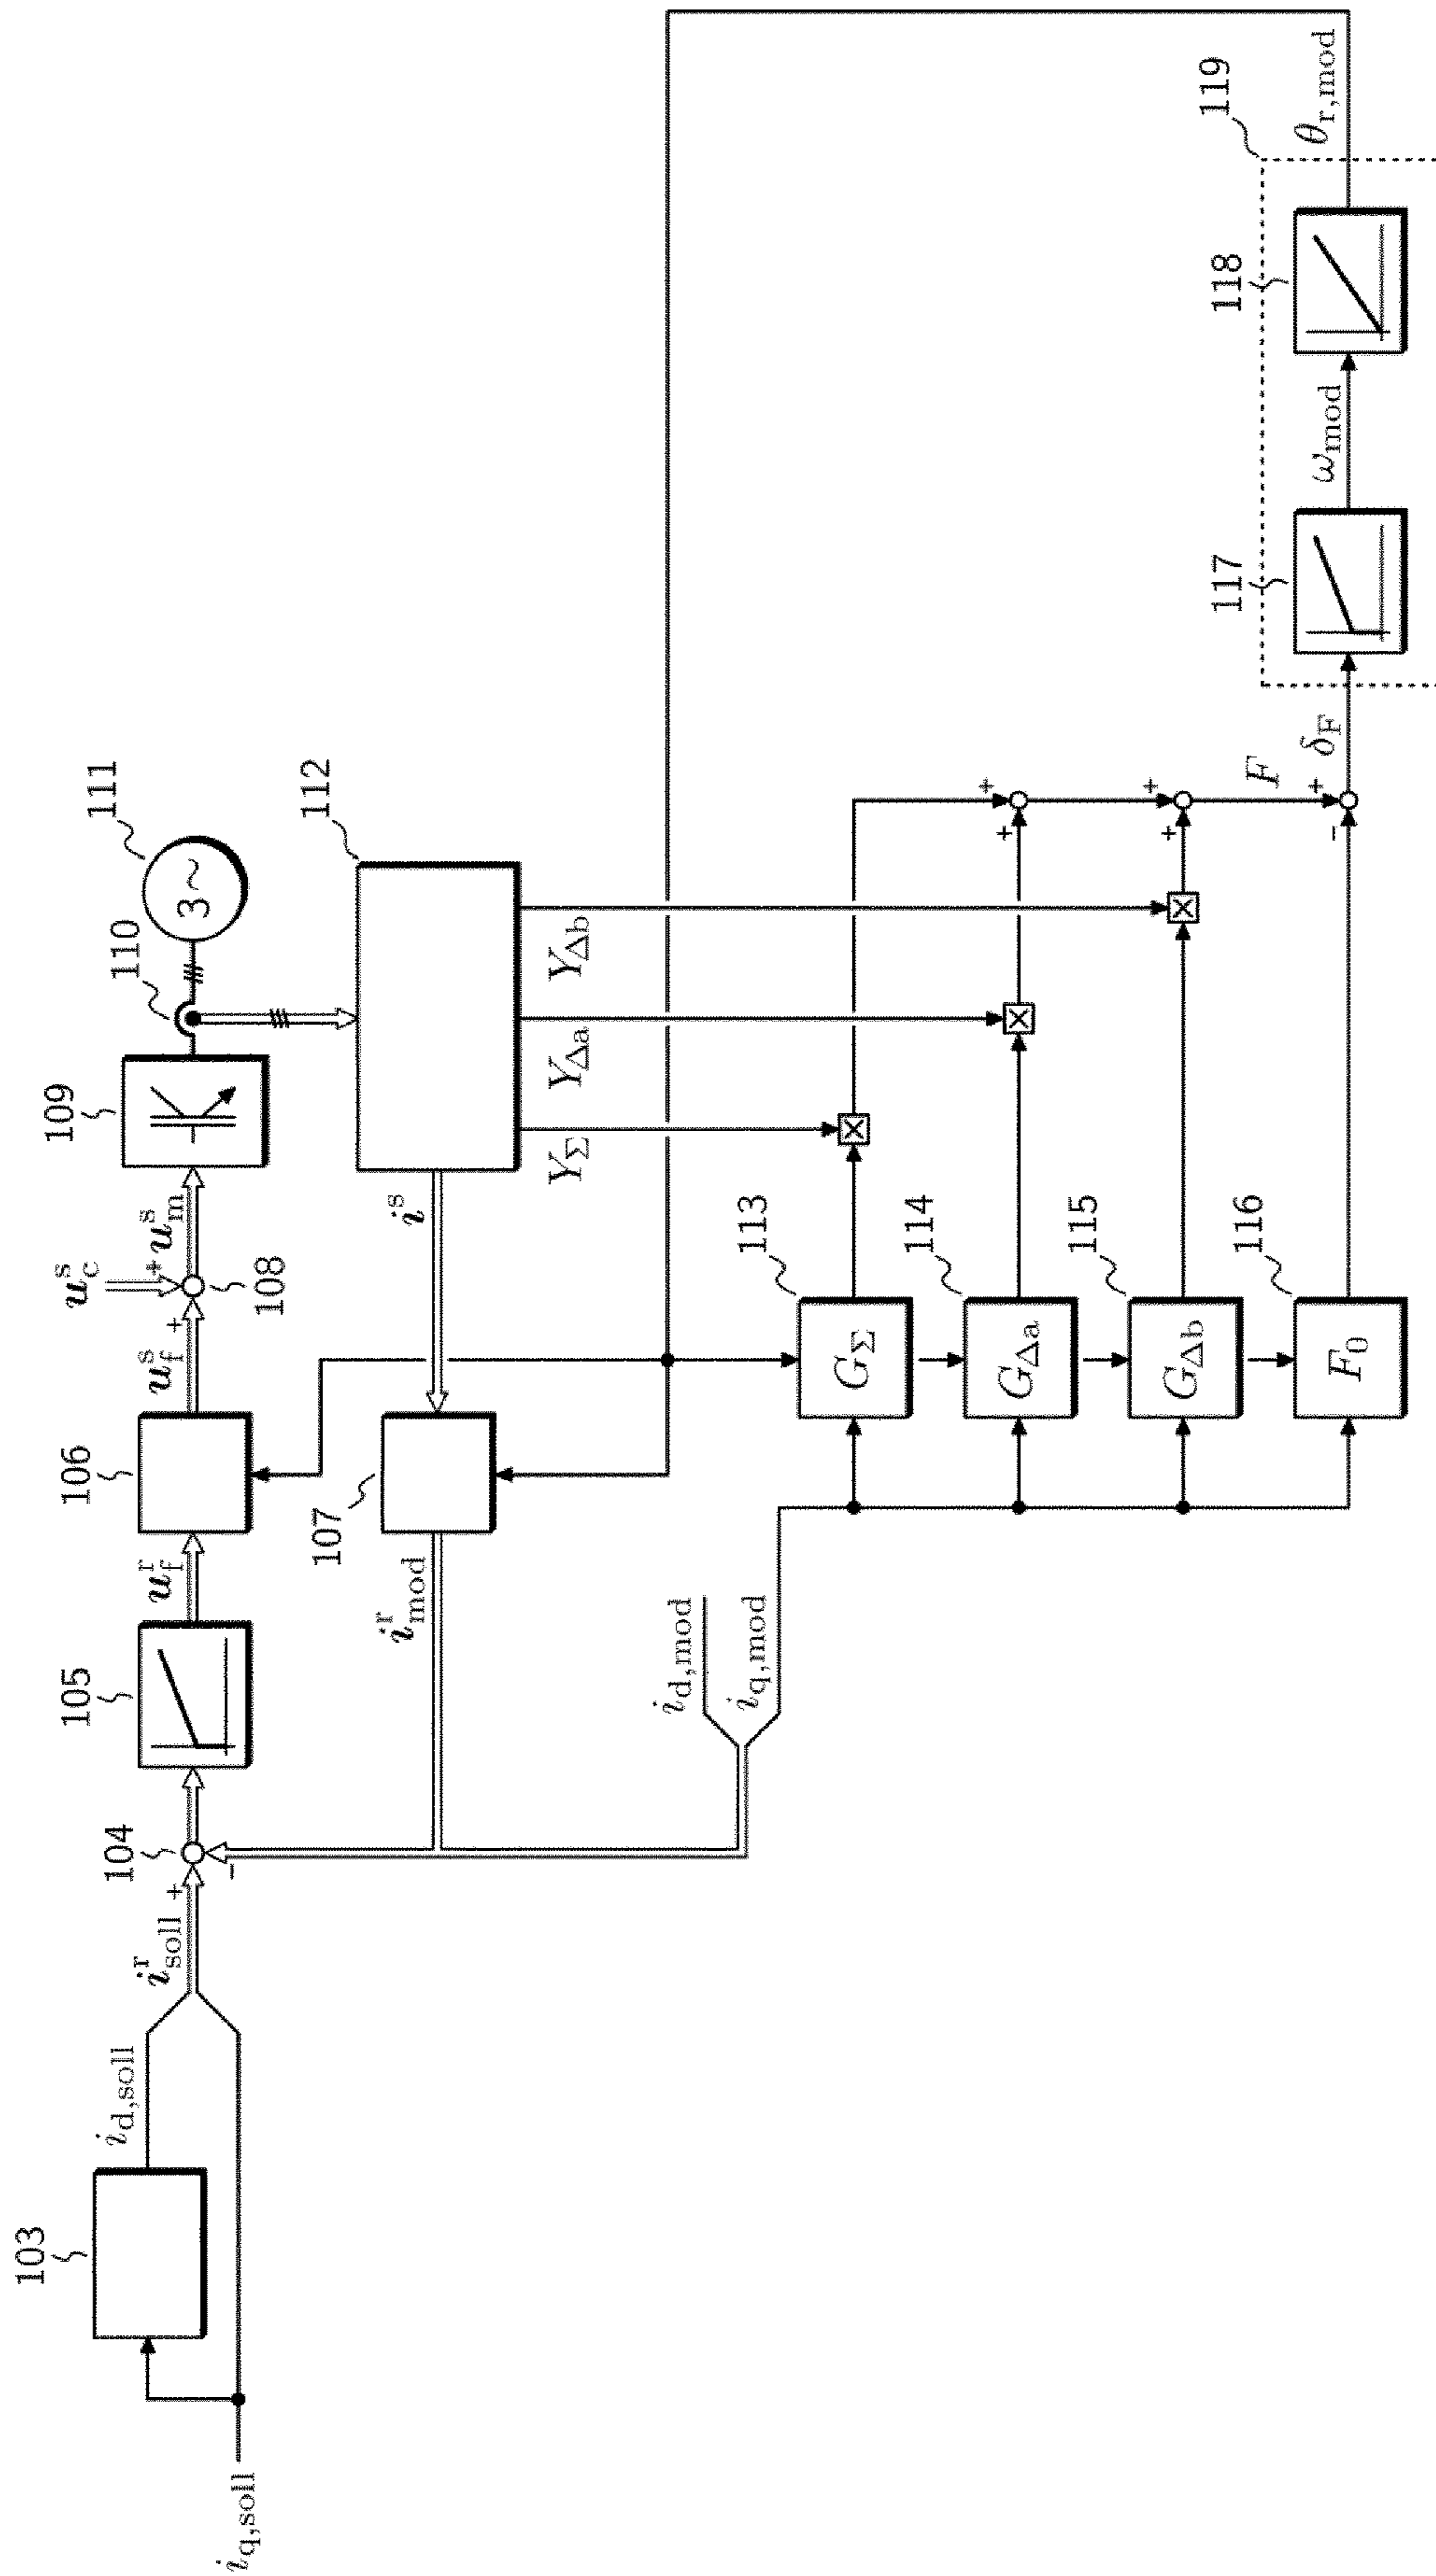 103
i_d,soll
i_q,soll
i^r_soll
+
−
104
105
u^r_f
106
u^s_f
+
u^s_c
+
108
u^s_m
109
110
111
3~
112
i^s
107
i^r_mod
Y_Σ
Y_Δa
Y_Δb
i_d,mod
i_q,mod
113
G_Σ
114
G_Δa
115
G_Δb
116
F_0
+
+
+
+
F
+
−
δ_F
117
ω_mod
118
119
θ_r,mod